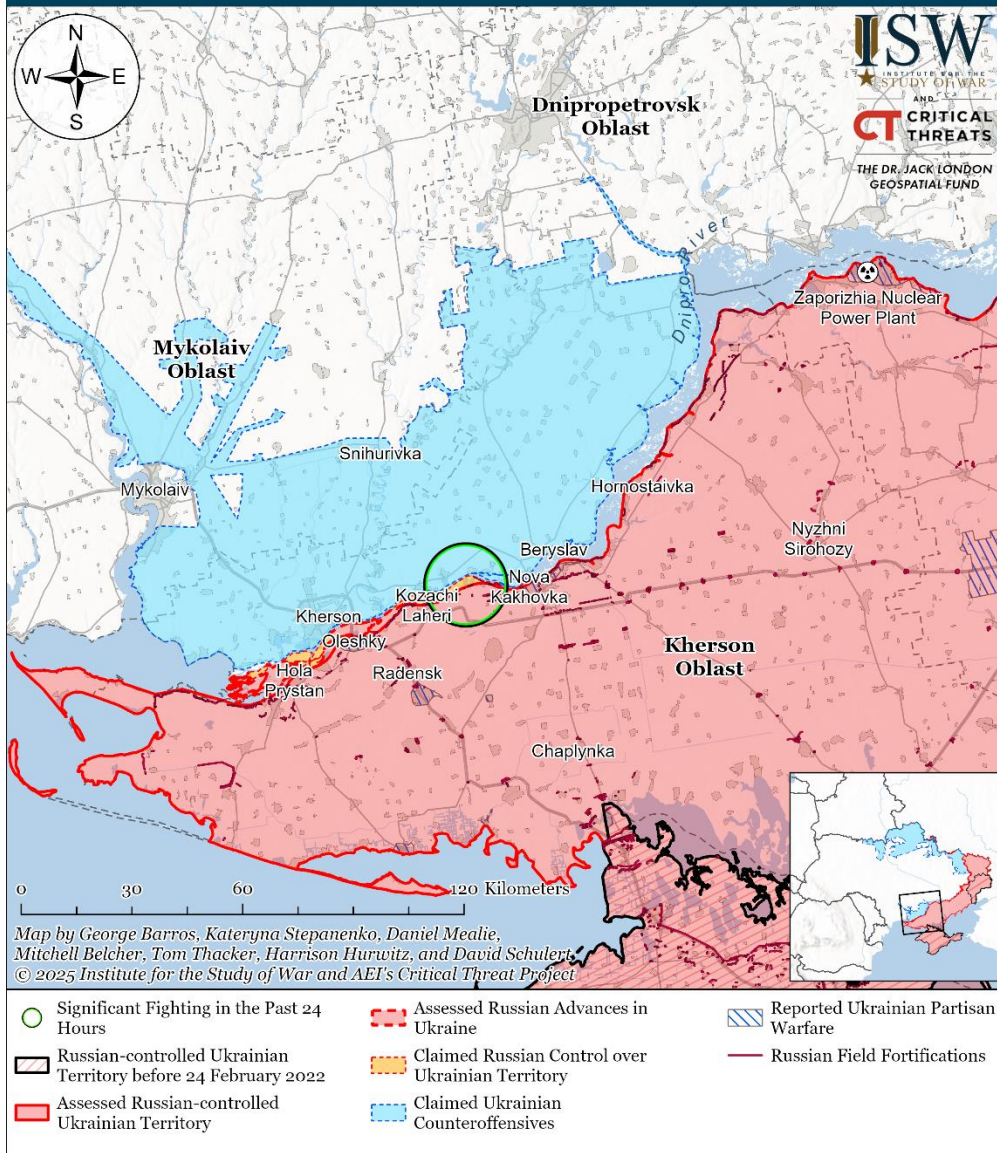 N
W E
S
ISW
INSTITUTE FOR THE
STUDY OF WAR
AND
CT CRITICAL
THREATS
THE DR. JACK LONDON
GEOSPATIAL FUND
Dnipropetrovsk
Oblast
Dnipro River
Zaporizhia Nuclear
Power Plant
Mykolaiv
Oblast
Snihurivka
Mykolaiv
Hornostaivka
Nyzhni
Sirohozy
Beryslav
Nova
Kakhovka
Kozachi
Laheri
Kherson
Oleshky
Kherson
Oblast
Hola
Prystan
Radensk
Chaplynka
0 30 60 120 Kilometers
Map by George Barros, Kateryna Stepanenko, Daniel Mealie,
Mitchell Belcher, Tom Thacker, Harrison Hurwitz, and David Schulert
© 2025 Institute for the Study of War and AEI's Critical Threat Project
Significant Fighting in the Past 24
Hours
Russian-controlled Ukrainian
Territory before 24 February 2022
Assessed Russian-controlled
Ukrainian Territory
Assessed Russian Advances in
Ukraine
Claimed Russian Control over
Ukrainian Territory
Claimed Ukrainian
Counteroffensives
Reported Ukrainian Partisan
Warfare
Russian Field Fortifications